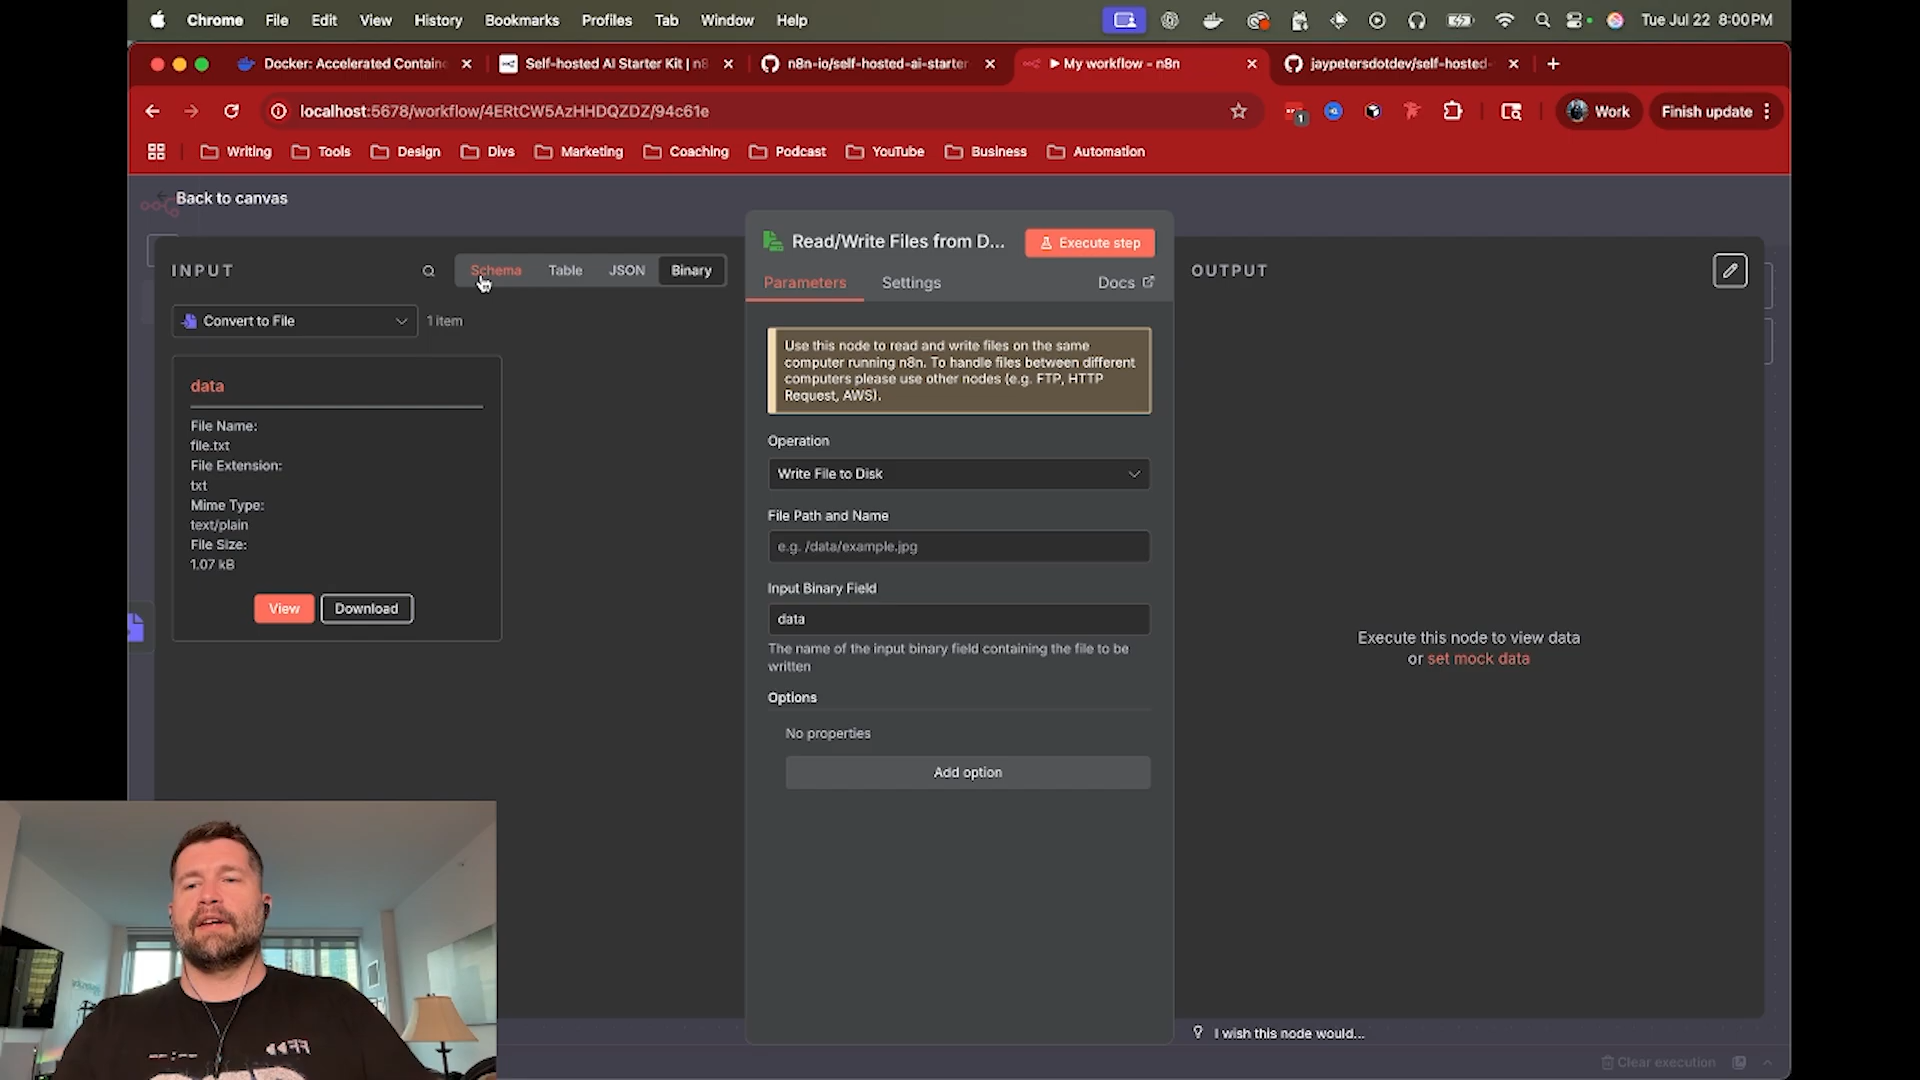 Chrome File Edit View History Bookmarks Profiles Tab Window Help Tue Jul 22 8:00PM
Docker: Accelerated Contain Self-hosted AI Starter Kit | n8 n8n-io/self-hosted-ai-starter ▶ My workflow - n8n jaypetersdotdev/self-hosted-
localhost:5678/workflow/4ERtCW5AzHHDQZDZ/94c61e 1 Work Finish update
Writing Tools Design Divs Marketing Coaching Podcast YouTube Business Automation
Back to canvas
INPUT Schema Table JSON Binary
Convert to File 1 item
data
File Name:
file.txt
File Extension:
txt
Mime Type:
text/plain
File Size:
1.07 kB
View Download
Read/Write Files from D... Execute step
Parameters Settings Docs
Use this node to read and write files on the same
computer running n8n. To handle files between different
computers please use other nodes (e.g. FTP, HTTP
Request, AWS).
Operation
Write File to Disk
File Path and Name
e.g. /data/example.jpg
Input Binary Field
data
The name of the input binary field containing the file to be
written
Options
No properties
Add option
OUTPUT
Execute this node to view data
or set mock data
I wish this node would...
Clear execution